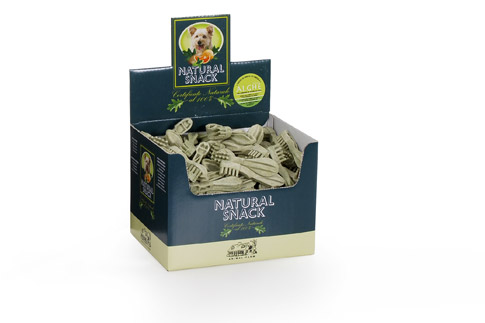 NATURAL
SNACK
Certificato Naturale
al 100%
ALGHE
NATURAL
SNACK
Certificato Naturale
al 100%